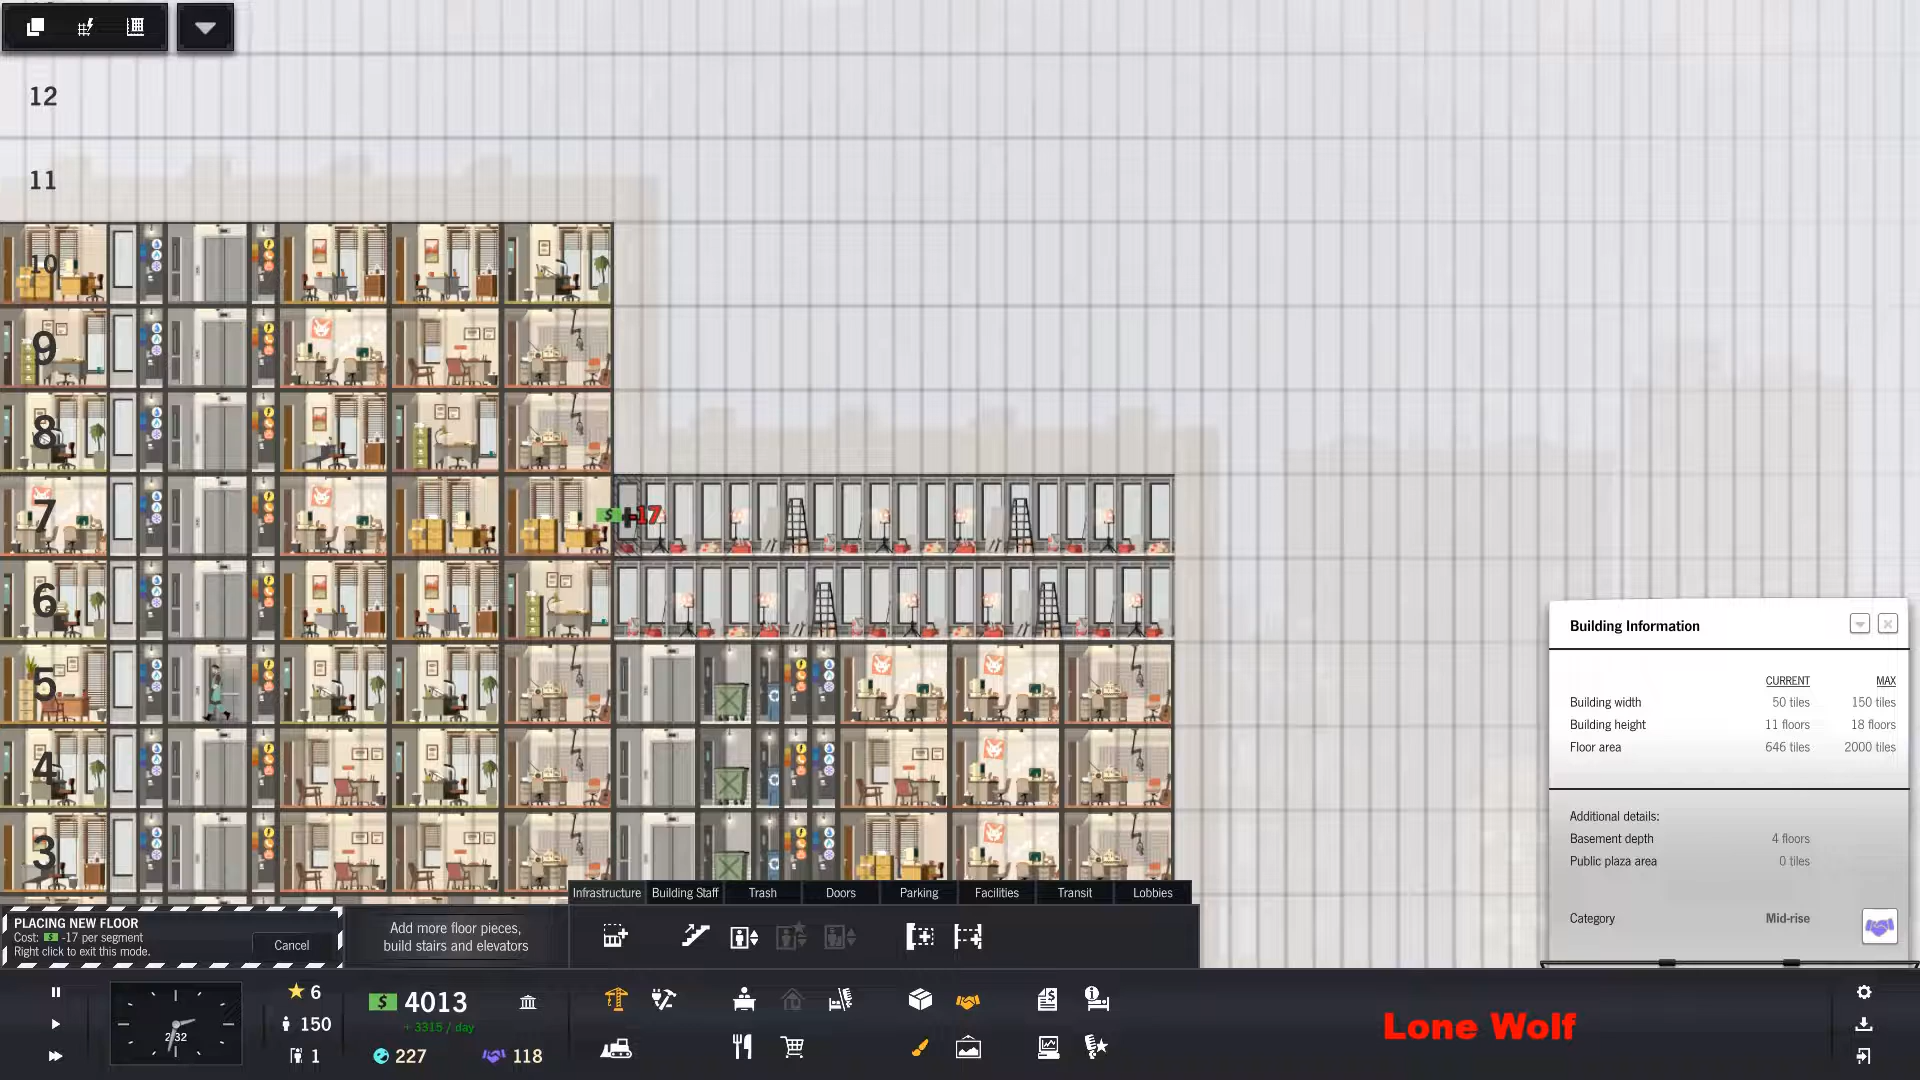 12
11
10
9
8
7
-17
6
5
4
3
Building Information
CURRENT MAX
Building width 50 tiles 150 tiles
Building height 11 floors 18 floors
Floor area 646 tiles 2000 tiles
Additional details:
Basement depth 4 floors
Public plaza area 0 tiles
Category Mid-rise
Infrastructure Building Staff Trash Doors Parking Facilities Transit Lobbies
PLACING NEW FLOOR
Cost: $ -17 per segment
Right click to exit this mode.
Cancel
Add more floor pieces,
build stairs and elevators
2/32
6
150
1
$ 4013
+ 3315 / day
227 118
Lone Wolf